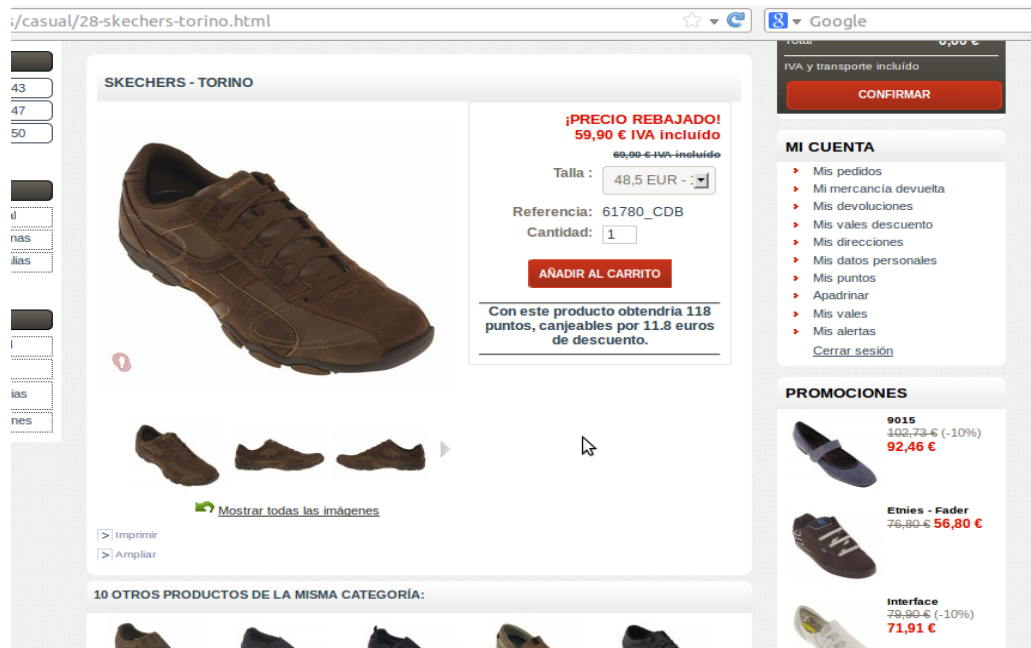 /casual/28-skechers-torino.html
Google
43
47
50
nas
lias
ias
nes
SKECHERS - TORINO
SKECHERS
¡PRECIO REBAJADO!
59,90 € IVA incluído
69,90 € IVA incluído
Talla :
48,5 EUR -
Referencia: 61780_CDB
Cantidad: 1
AÑADIR AL CARRITO
Con este producto obtendria 118
puntos, canjeables por 11.8 euros
de descuento.
Mostrar todas las imágenes
> Imprimir
> Ampliar
10 OTROS PRODUCTOS DE LA MISMA CATEGORÍA:
Total 0,00 €
IVA y transporte incluído
CONFIRMAR
MI CUENTA
Mis pedidos
Mi mercancía devuelta
Mis devoluciones
Mis vales descuento
Mis direcciones
Mis datos personales
Mis puntos
Apadrinar
Mis vales
Mis alertas
Cerrar sesión
PROMOCIONES
9015
102,73 € (-10%)
92,46 €
Etnies - Fader
76,80 € 56,80 €
Interface
79,90 € (-10%)
71,91 €